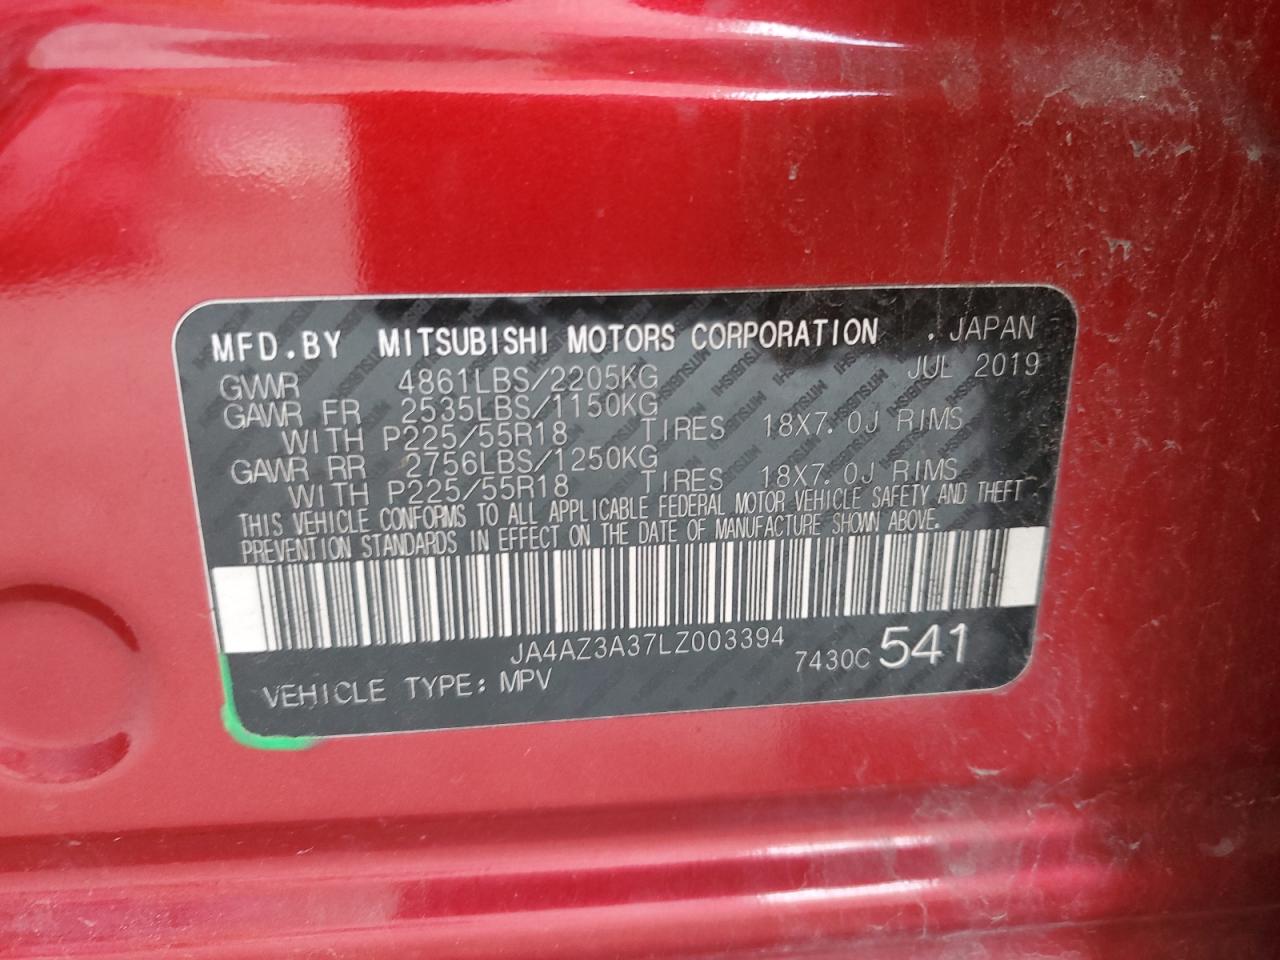 MFD.BY MITSUBISHI MOTORS CORPORATION . JAPAN
GVWR 4861LBS/2205KG JUL 2019
GAWR FR 2535LBS/1150KG
WITH P225/55R18 TIRES 18X7.0J RIMS
GAWR RR 2756LBS/1250KG
WITH P225/55R18 TIRES 18X7.0J RIMS
THIS VEHICLE CONFORMS TO ALL APPLICABLE FEDERAL MOTOR VEHICLE SAFETY AND THEFT
PREVENTION STANDARDS IN EFFECT ON THE DATE OF MANUFACTURE SHOWN ABOVE.
JA4AZ3A37LZ003394
7430C 541
VEHICLE TYPE: MPV